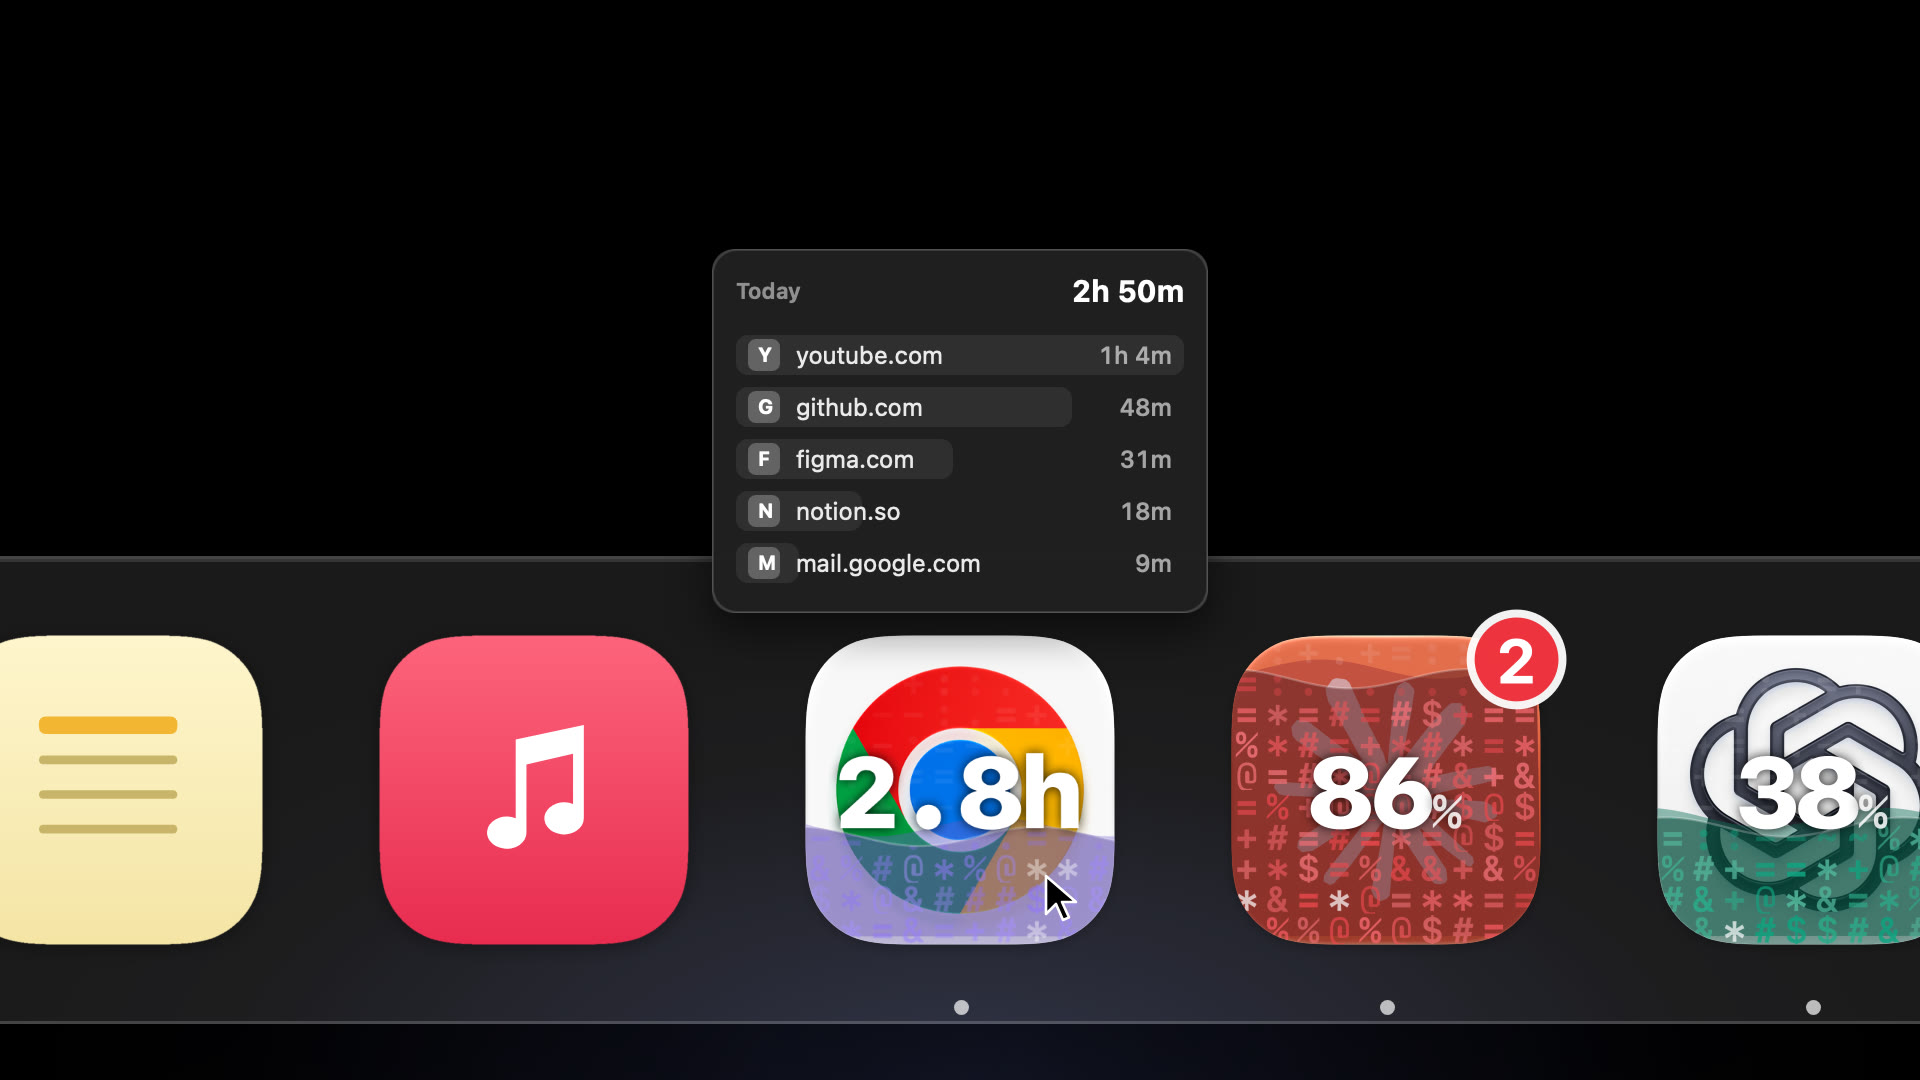 Today 2h 50m
Y youtube.com 1h 4m
G github.com 48m
F figma.com 31m
N notion.so 18m
M mail.google.com 9m
2
2.8h
86%
38%